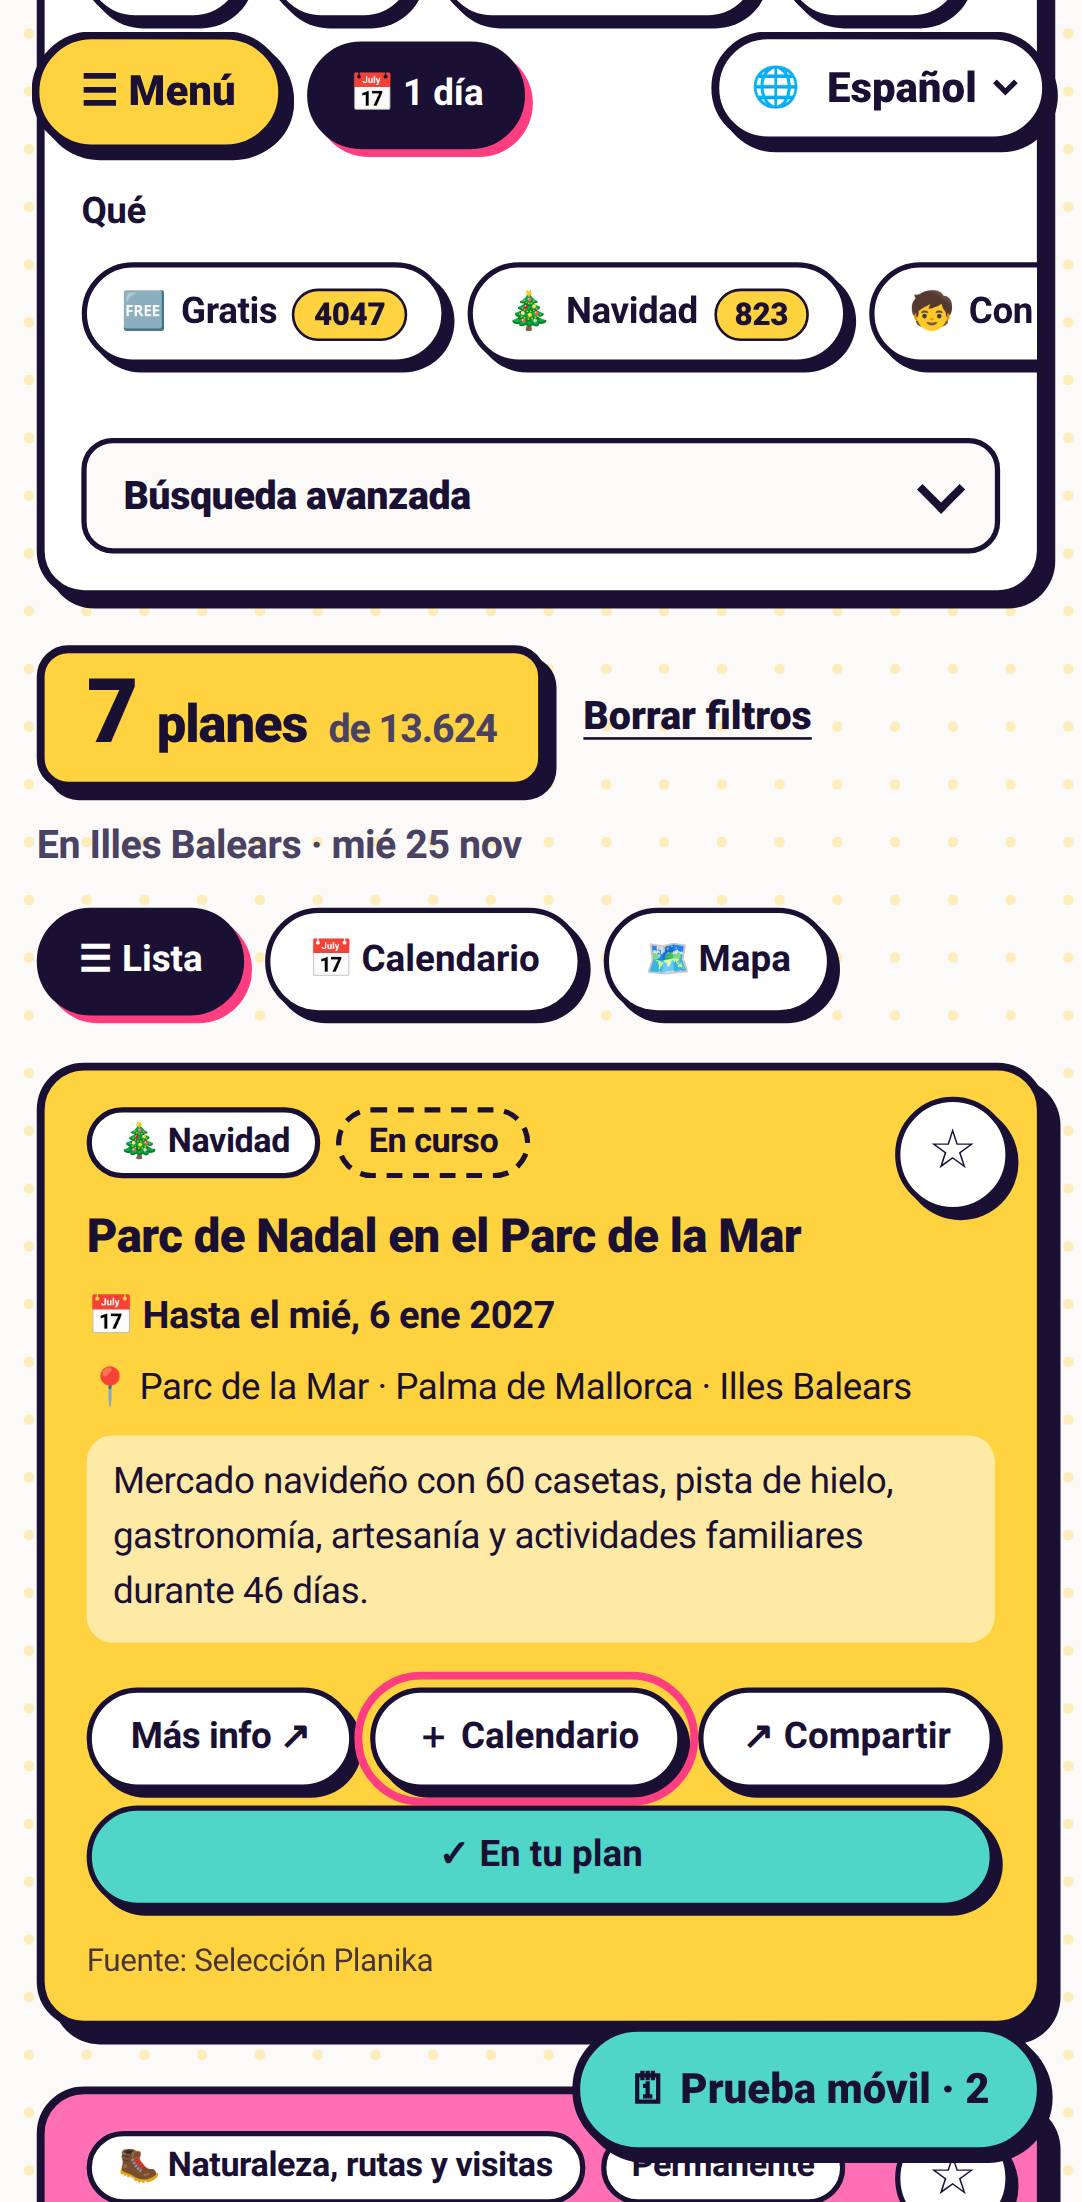 ☰ Menú
1 día
Español
Qué
FREE Gratis 4047
Navidad 823
Con
Búsqueda avanzada
7 planes de 13.624
Borrar filtros
En Illes Balears · mié 25 nov
☰ Lista
Calendario
Mapa
Navidad
En curso
Parc de Nadal en el Parc de la Mar
Hasta el mié, 6 ene 2027
Parc de la Mar · Palma de Mallorca · Illes Balears
Mercado navideño con 60 casetas, pista de hielo,
gastronomía, artesanía y actividades familiares
durante 46 días.
Más info ↗
+ Calendario
↗ Compartir
✓ En tu plan
Fuente: Selección Planika
Prueba móvil · 2
Naturaleza, rutas y visitas
Permanente